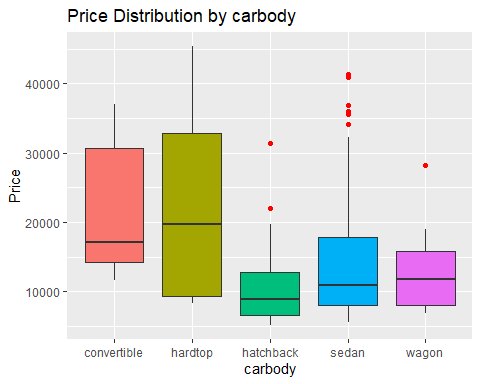 Price Distribution by carbody
Price
40000
30000
20000
10000
convertible hardtop hatchback sedan wagon
carbody